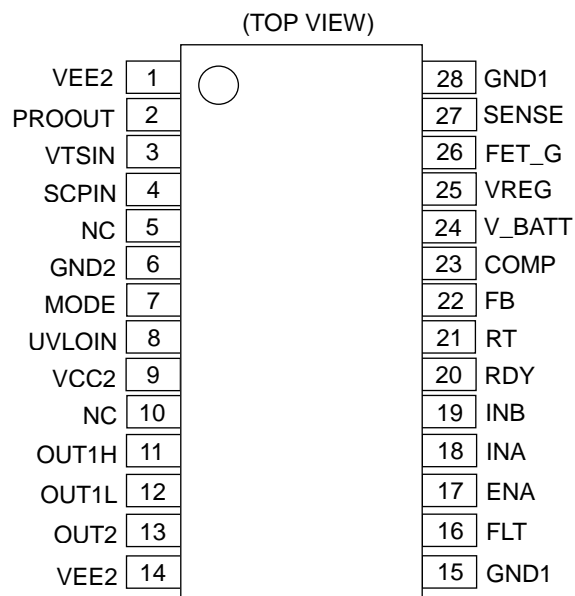 (TOP VIEW)
VEE2 1 28 GND1
PROOUT 2 27 SENSE
VTSIN 3 26 FET_G
SCPIN 4 25 VREG
NC 5 24 V_BATT
GND2 6 23 COMP
MODE 7 22 FB
UVLOIN 8 21 RT
VCC2 9 20 RDY
NC 10 19 INB
OUT1H 11 18 INA
OUT1L 12 17 ENA
OUT2 13 16 FLT
VEE2 14 15 GND1